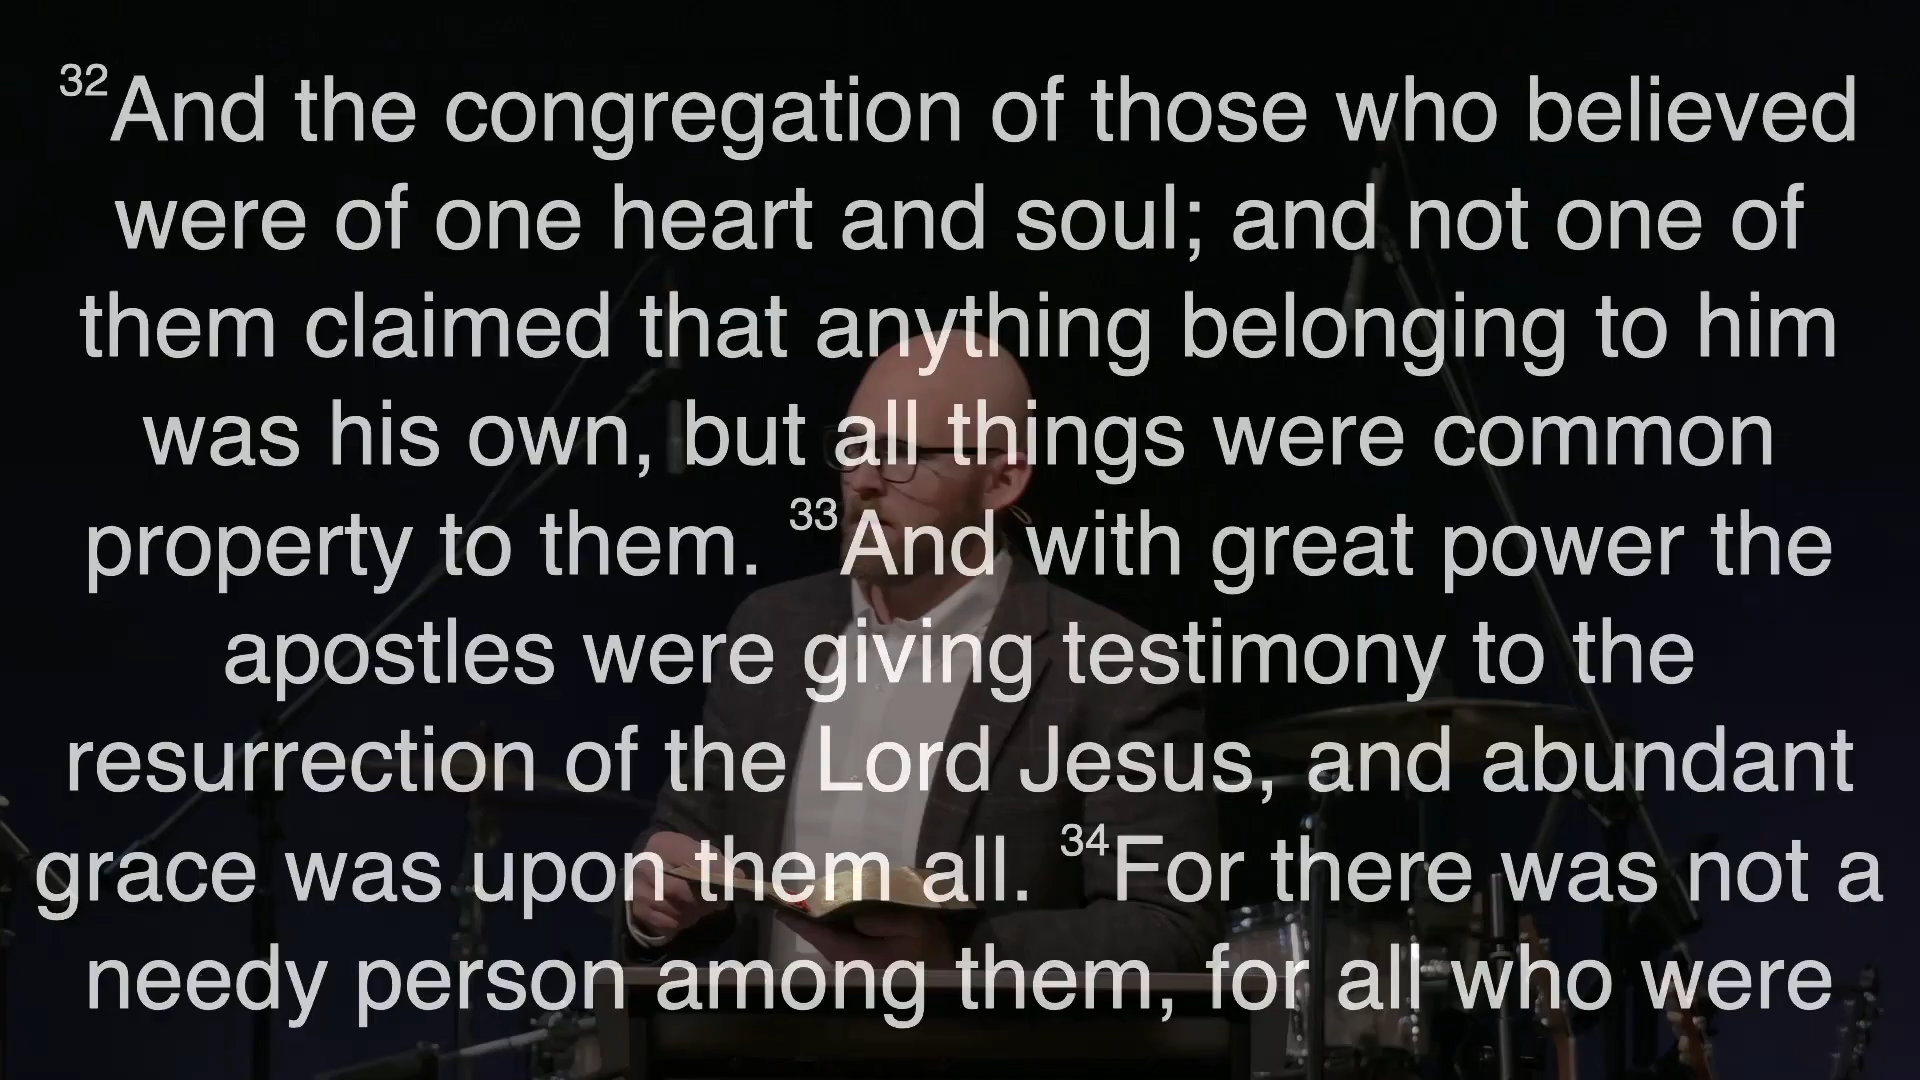 32And the congregation of those who believed
were of one heart and soul; and not one of
them claimed that anything belonging to him
was his own, but all things were common
property to them. 33And with great power the
apostles were giving testimony to the
resurrection of the Lord Jesus, and abundant
grace was upon them all. 34For there was not a
needy person among them, for all who were